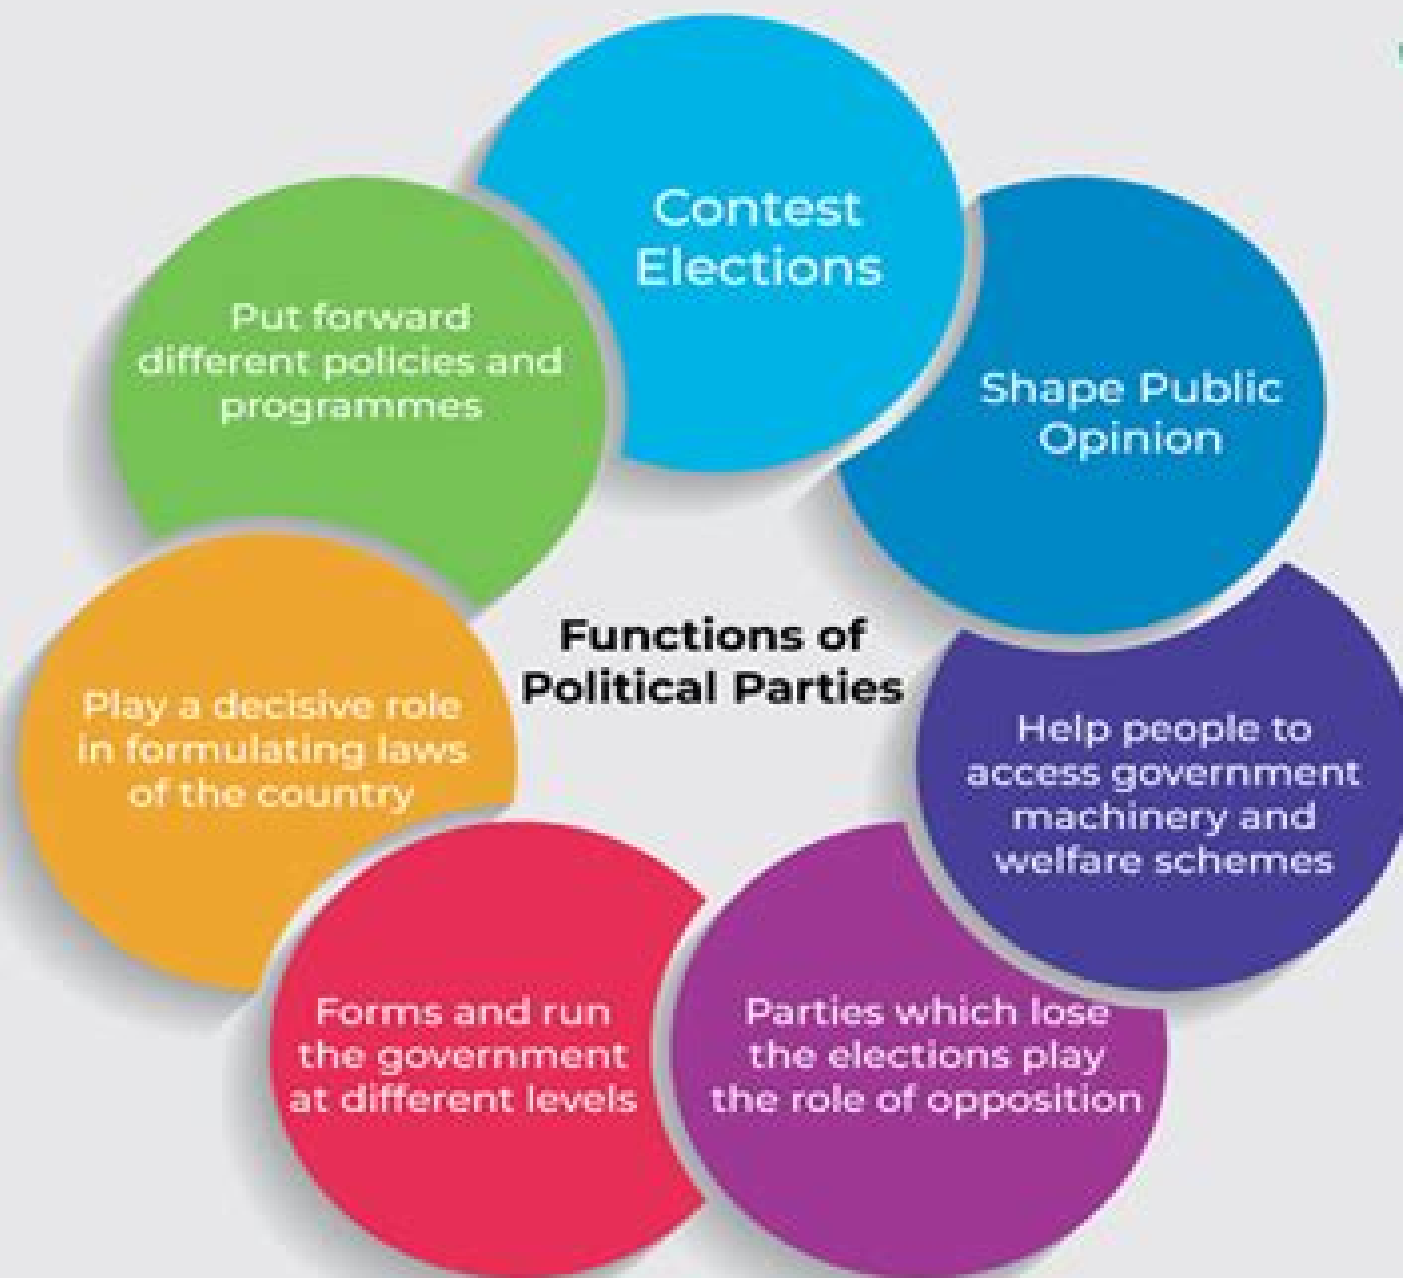 Contest
Elections
Shape Public
Opinion
Help people to
access government
machinery and
welfare schemes
Parties which lose
the elections play
the role of opposition
Forms and run
the government
at different levels
Play a decisive role
in formulating laws
of the country
Put forward
different policies and
programmes
Functions of
Political Parties